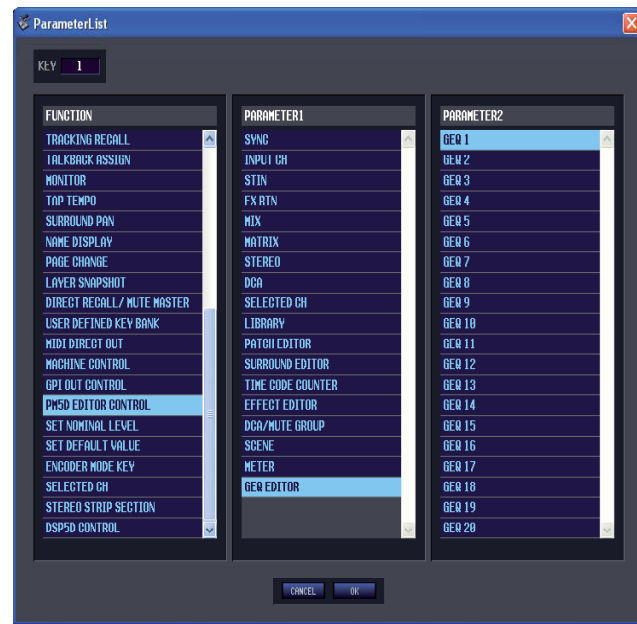 ParameterList
KEY 1
FUNCTION
TRACKING RECALL
TALKBACK ASSIGN
MONITOR
TAP TEMPO
SURROUND PAN
NAME DISPLAY
PAGE CHANGE
LAYER SNAPSHOT
DIRECT RECALL/ MUTE MASTER
USER DEFINED KEY BANK
MIDI DIRECT OUT
MACHINE CONTROL
GPI OUT CONTROL
PM5D EDITOR CONTROL
SET NOMINAL LEVEL
SET DEFAULT VALUE
ENCODER MODE KEY
SELECTED CH
STEREO STRIP SECTION
DSP5D CONTROL
PARAMETER1
SYNC
INPUT CH
STIN
FX RTN
MIX
MATRIX
STEREO
DCA
SELECTED CH
LIBRARY
PATCH EDITOR
SURROUND EDITOR
TIME CODE COUNTER
EFFECT EDITOR
DCA/MUTE GROUP
SCENE
METER
GEQ EDITOR
PARAMETER2
GEQ 1
GEQ 2
GEQ 3
GEQ 4
GEQ 5
GEQ 6
GEQ 7
GEQ 8
GEQ 9
GEQ 10
GEQ 11
GEQ 12
GEQ 13
GEQ 14
GEQ 15
GEQ 16
GEQ 17
GEQ 18
GEQ 19
GEQ 20
CANCEL OK